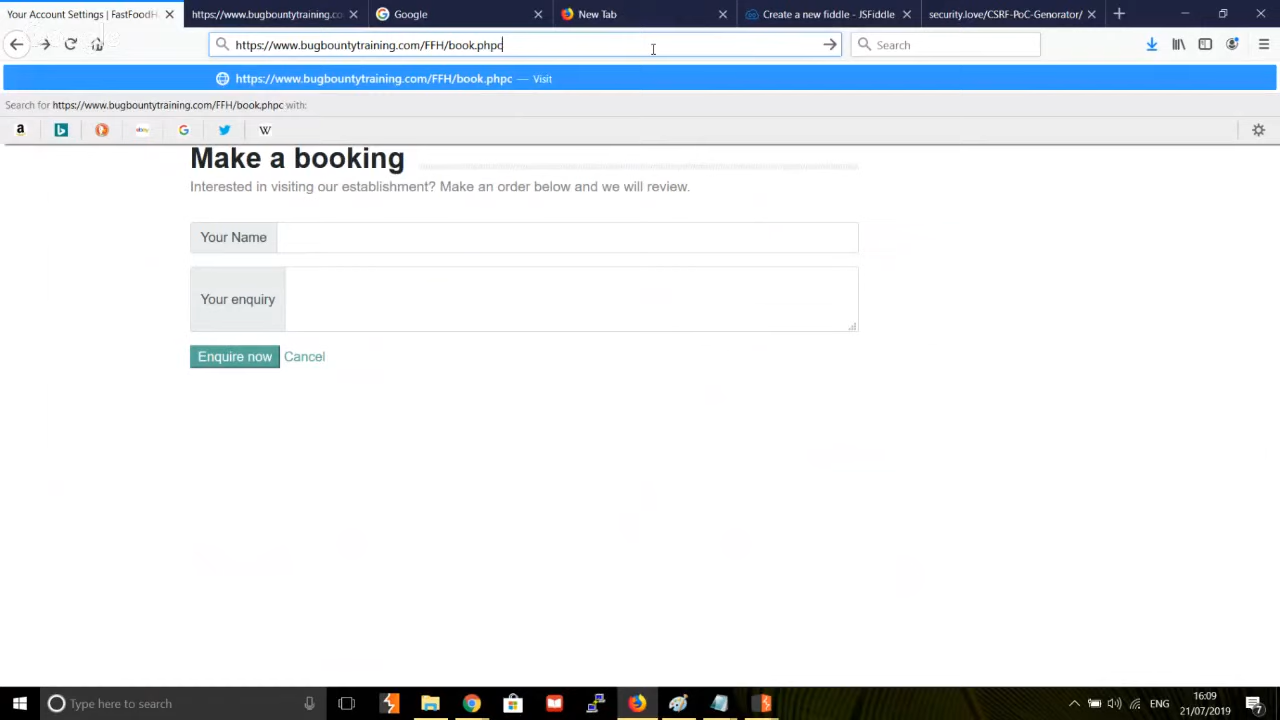 Your Account Settings | FastFoodH
https://www.bugbountytraining.co
Google
New Tab
Create a new fiddle - JSFiddle
security.love/CSRF-PoC-Genorator/
https://www.bugbountytraining.com/FFH/book.phpc
Search
https://www.bugbountytraining.com/FFH/book.phpc — Visit
Search for https://www.bugbountytraining.com/FFH/book.phpc with:
Make a booking
Interested in visiting our establishment? Make an order below and we will review.
Your Name
Your enquiry
Enquire now Cancel
Type here to search
ENG
16:09
21/07/2019
7